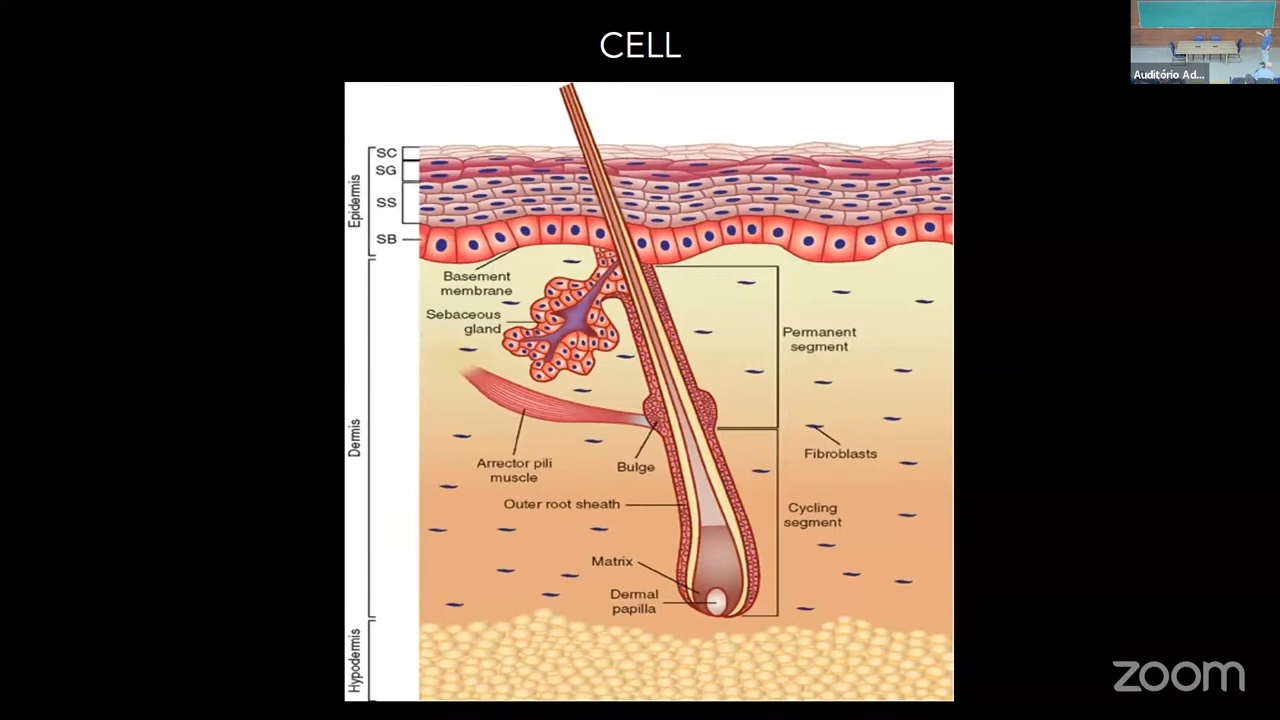 CELL
Auditório Ad...
SC
SG
SS
SB
Epidermis
Basement
membrane
Sebaceous
gland
Permanent
segment
Dermis
Fibroblasts
Arrector pili
muscle
Bulge
Outer root sheath
Cycling
segment
Matrix
Dermal
papilla
Hypodermis
zoom